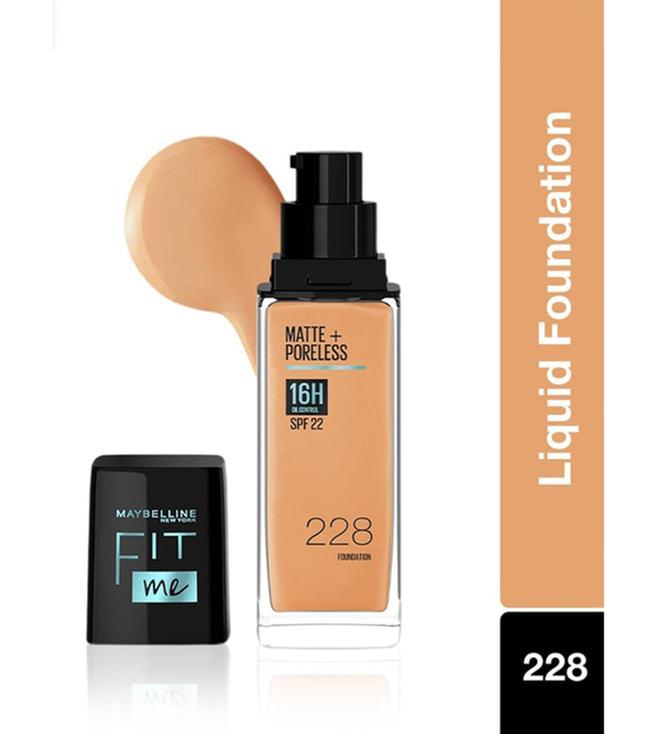 MATTE +
PORELESS
16H
OIL CONTROL
SPF 22
228
FOUNDATION
MAYBELLINE
NEW YORK
FIT
me
Liquid Foundation
228